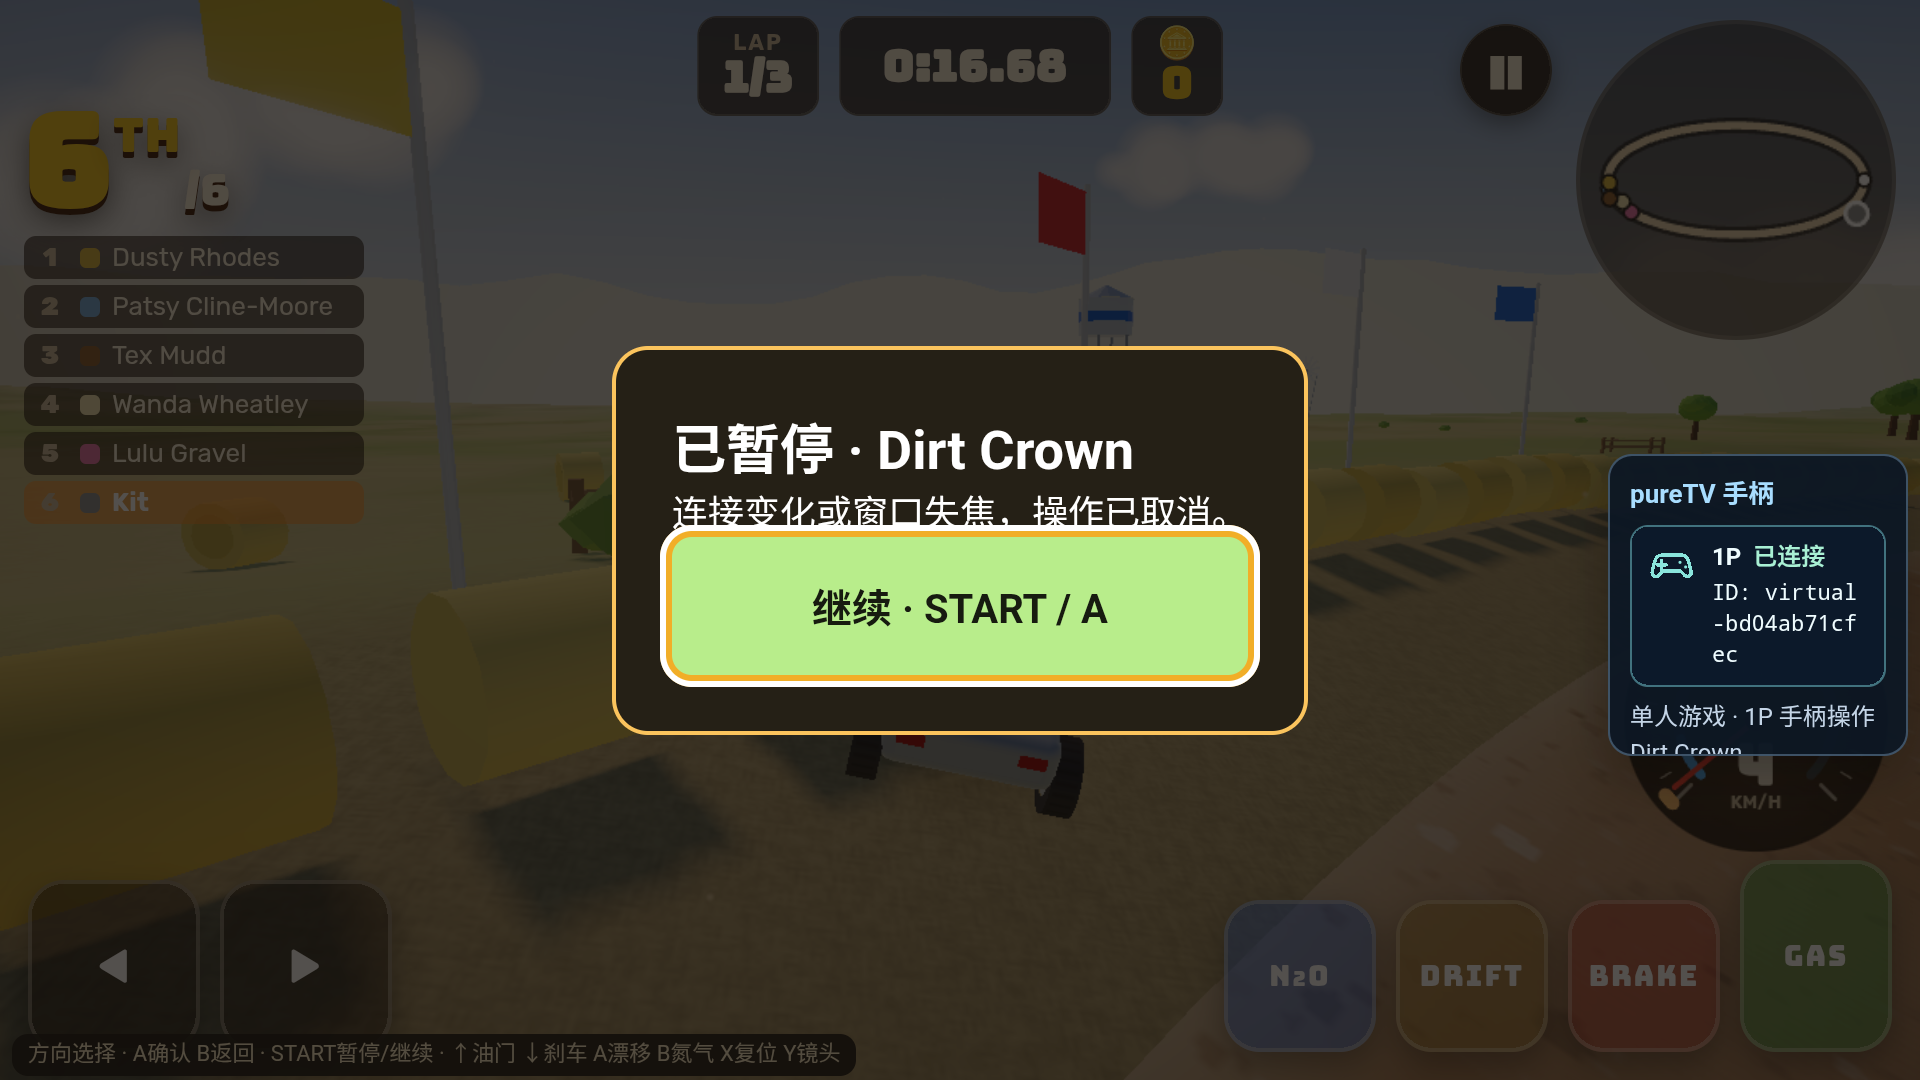 LAP
1/3
0:16.68
0
6TH
/6
1 Dusty Rhodes
2 Patsy Cline-Moore
3 Tex Mudd
4 Wanda Wheatley
5 Lulu Gravel
6 Kit
已暂停 · Dirt Crown
连接变化或窗口失焦，操作已取消。
继续 · START / A
pureTV 手柄
1P 已连接
ID: virtual
-bd04ab71cf
ec
单人游戏 · 1P 手柄操作
Dirt Crown
4
KM/H
N2O
DRIFT
BRAKE
GAS
方向选择 · A确认 B返回 · START暂停/继续 · ↑油门 ↓刹车 A漂移 B氮气 X复位 Y镜头